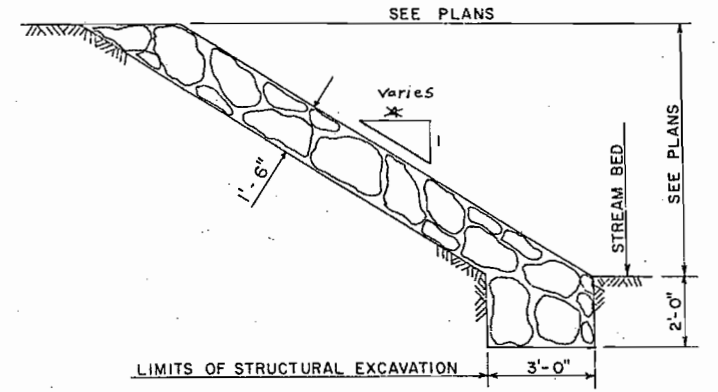 SEE PLANS
varies
1
1'-6"
STREAM BED
SEE PLANS
2'-0"
LIMITS OF STRUCTURAL EXCAVATION
3'-0"